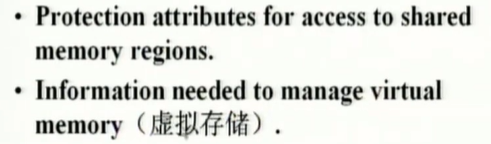 • Protection attributes for access to shared
memory regions.
• Information needed to manage virtual
memory（虚拟存储）.